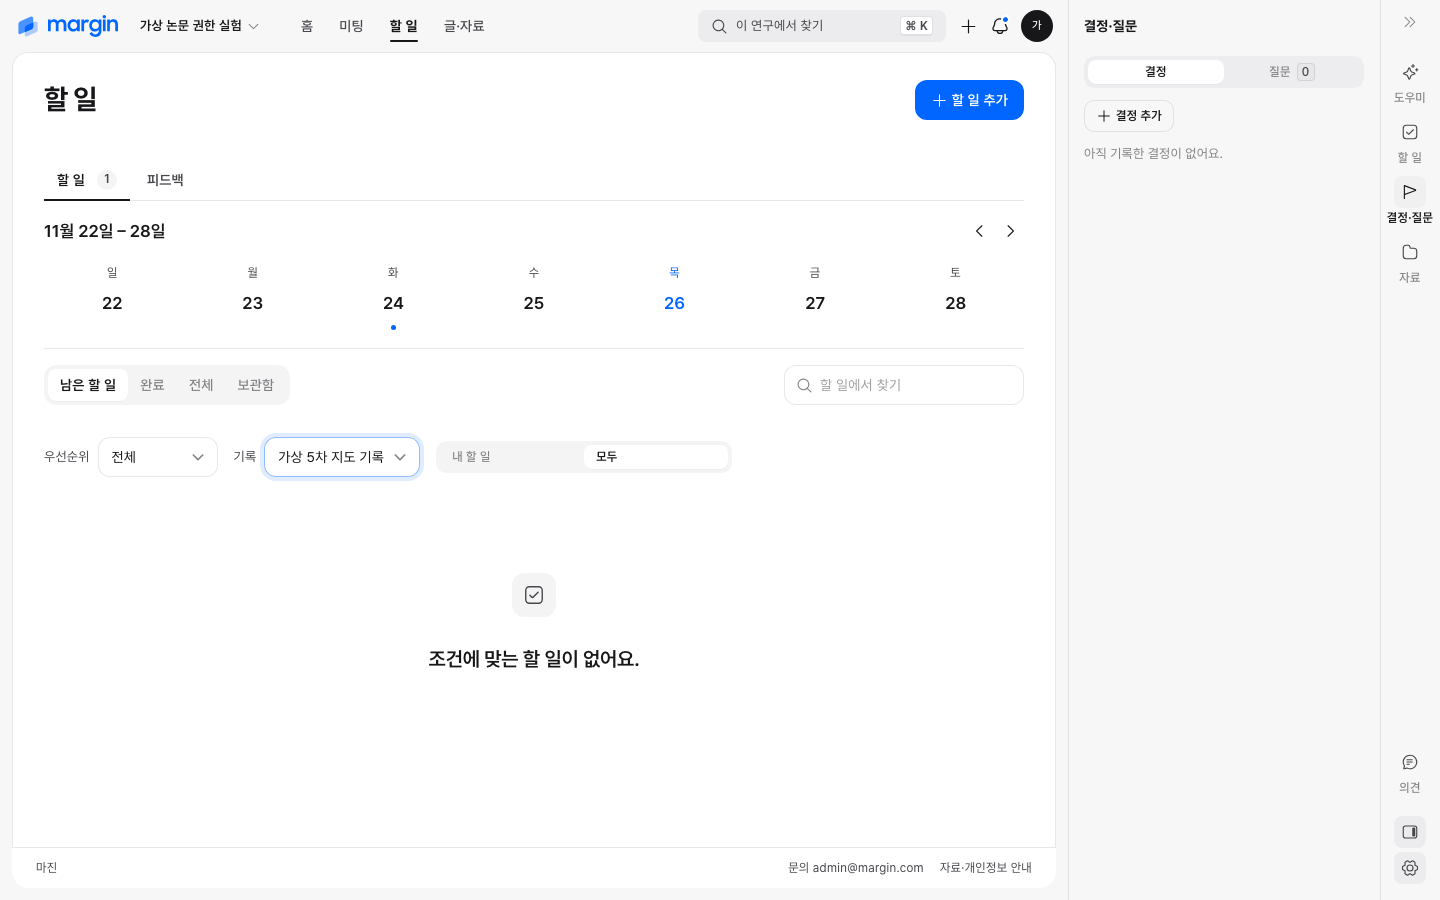 margin
가상 논문 권한 실험
홈 미팅 할 일 글·자료
이 연구에서 찾기 ⌘ K
가
할 일
할 일 추가
할 일 1 피드백
11월 22일 – 28일
일 월 화 수 목 금 토
22 23 24 25 26 27 28
남은 할 일 완료 전체 보관함
할 일에서 찾기
우선순위 전체 기록 가상 5차 지도 기록 내 할 일 모두
조건에 맞는 할 일이 없어요.
마진
문의 admin@margin.com 자료·개인정보 안내
결정·질문
결정 질문 0
결정 추가
아직 기록한 결정이 없어요.
도우미
할 일
결정·질문
자료
의견